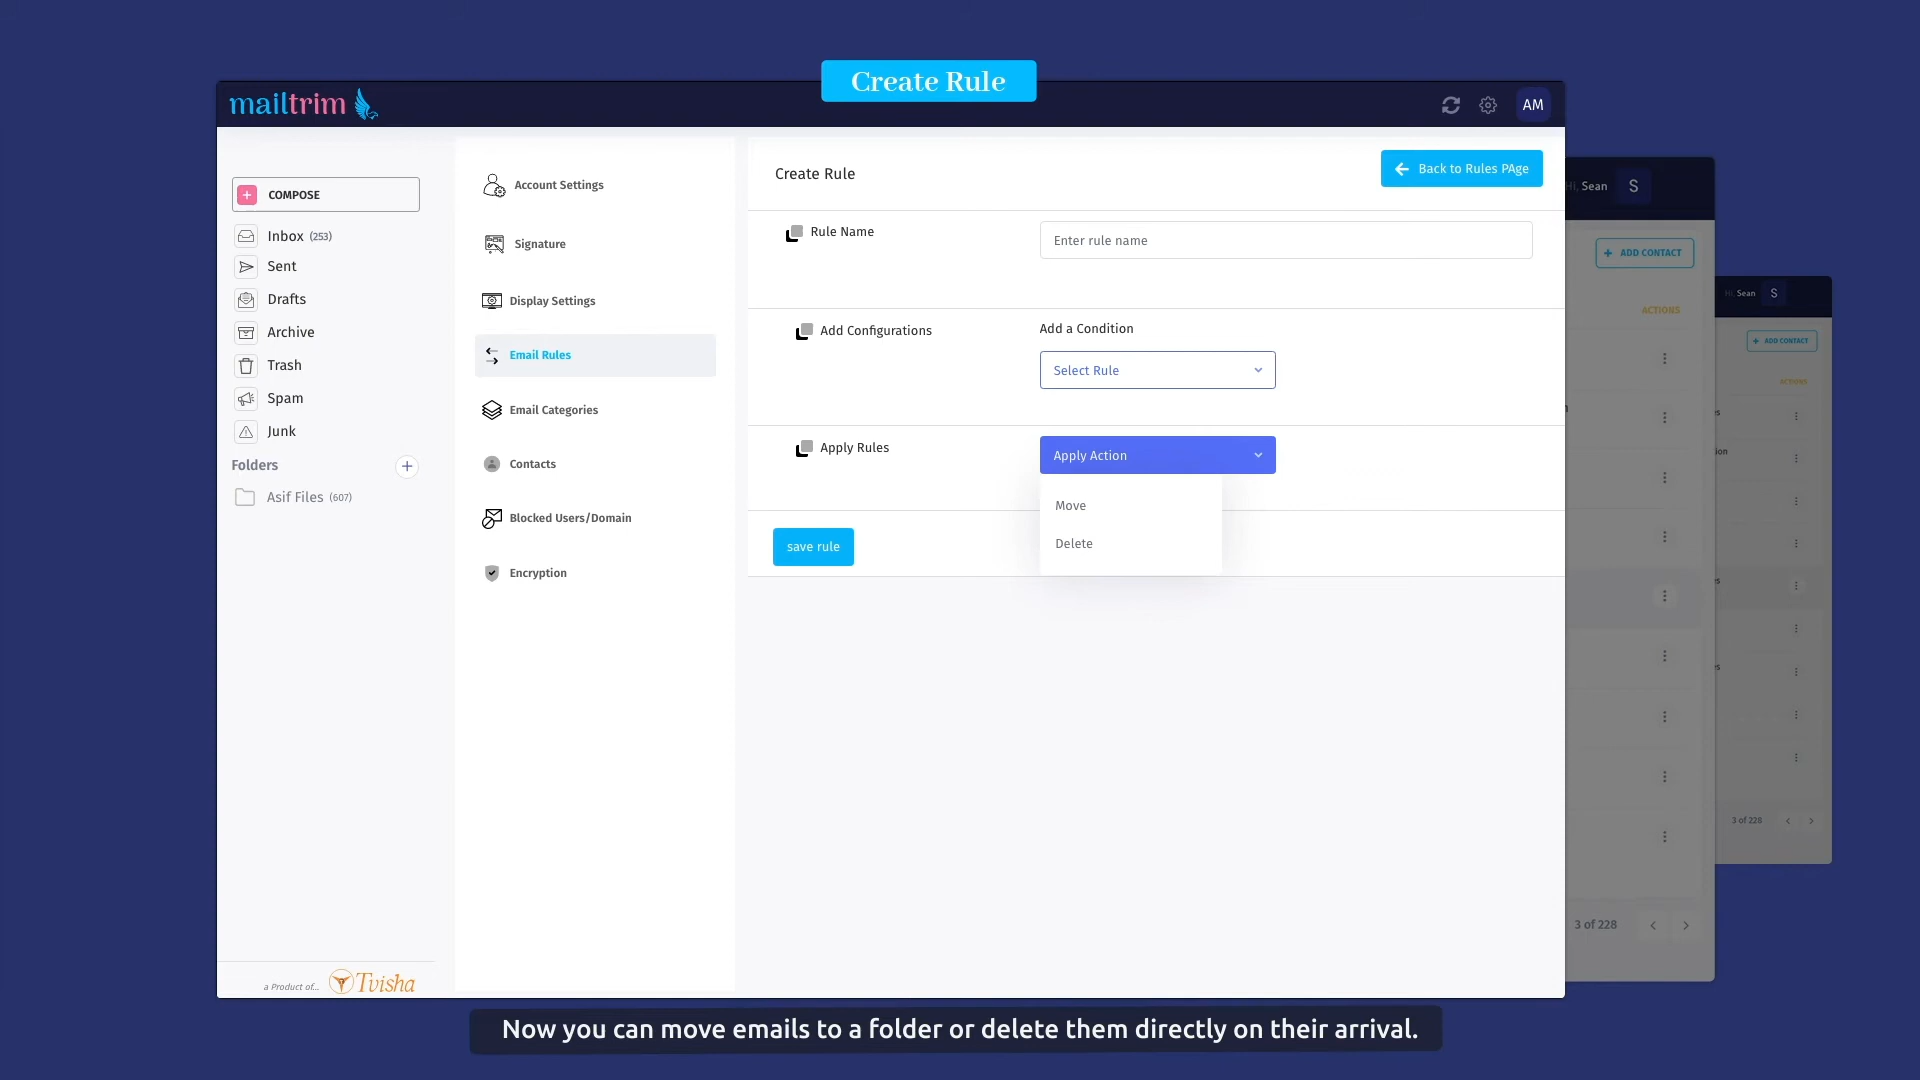 Create Rule
mailtrim
AM
COMPOSE
Inbox (253)
Sent
Drafts
Archive
Trash
Spam
Junk
Folders
Asif Files (607)
a Product of...
Tvisha
Account Settings
Signature
Display Settings
Email Rules
Email Categories
Contacts
Blocked Users/Domain
Encryption
Create Rule
Back to Rules PAge
Rule Name
Enter rule name
Add Configurations
Add a Condition
Select Rule
Apply Rules
Apply Action
Move
Delete
save rule
Hi, Sean
S
ADD CONTACT
ACTIONS
3 of 228
Hi, Sean
S
ADD CONTACT
ACTIONS
3 of 228
Now you can move emails to a folder or delete them directly on their arrival.